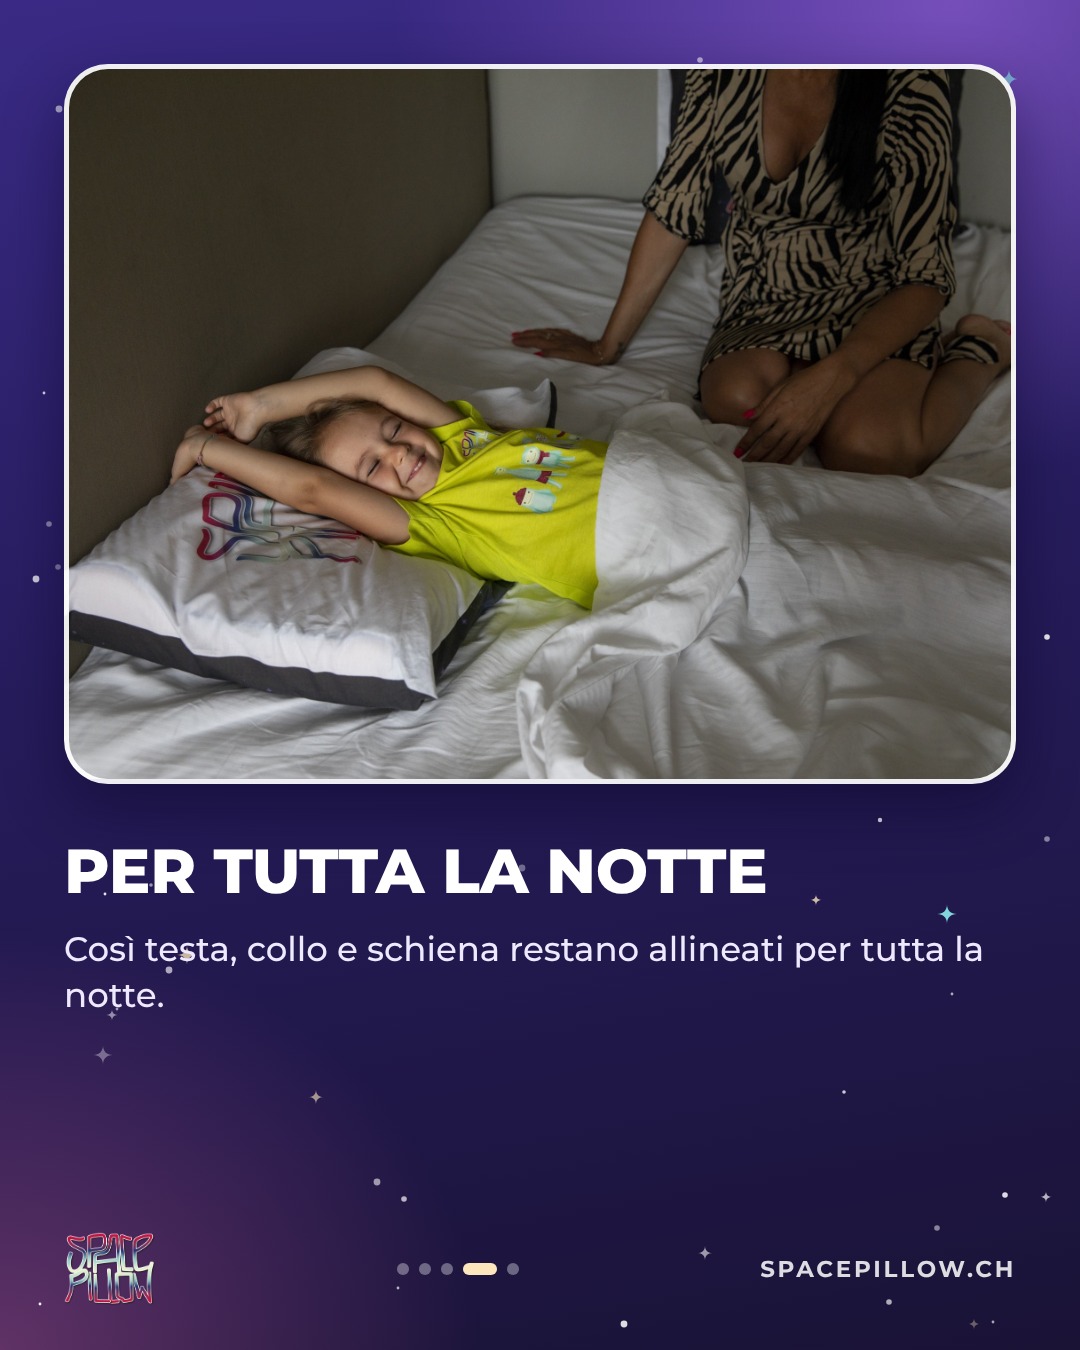 PER TUTTA LA NOTTE
Così testa, collo e schiena restano allineati per tutta la
notte.
SPACE
PILLOW
SPACEPILLOW.CH